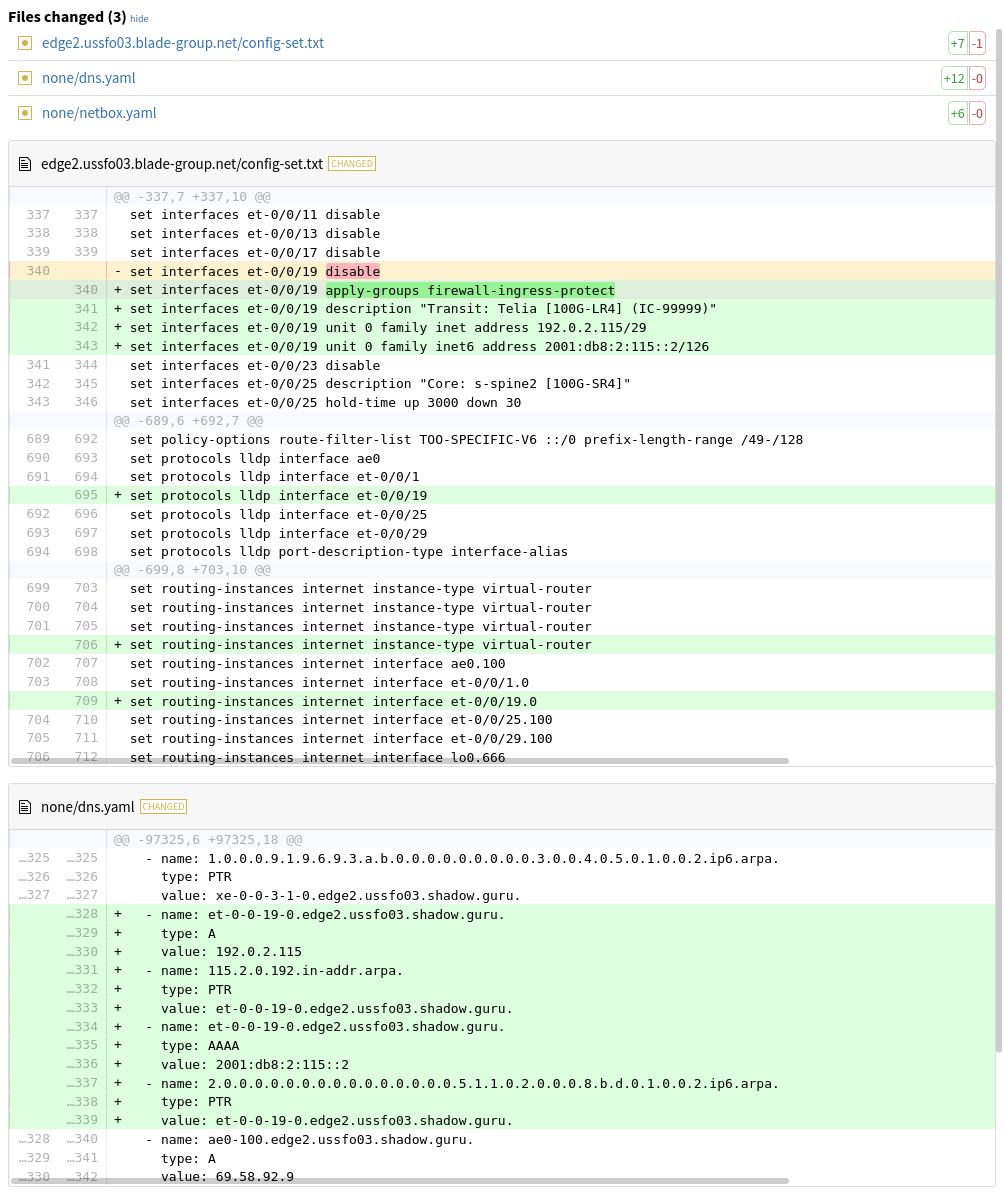 Files changed (3) hide
edge2.ussfo03.blade-group.net/config-set.txt +7 -1
none/dns.yaml +12 -0
none/netbox.yaml +6 -0
edge2.ussfo03.blade-group.net/config-set.txt CHANGED
@@ -337,7 +337,10 @@
337 337 set interfaces et-0/0/11 disable
338 338 set interfaces et-0/0/13 disable
339 339 set interfaces et-0/0/17 disable
340 - set interfaces et-0/0/19 disable
340 + set interfaces et-0/0/19 apply-groups firewall-ingress-protect
341 + set interfaces et-0/0/19 description "Transit: Telia [100G-LR4] (IC-99999)"
342 + set interfaces et-0/0/19 unit 0 family inet address 192.0.2.115/29
343 + set interfaces et-0/0/19 unit 0 family inet6 address 2001:db8:2:115::2/126
341 344 set interfaces et-0/0/23 disable
342 345 set interfaces et-0/0/25 description "Core: s-spine2 [100G-SR4]"
343 346 set interfaces et-0/0/25 hold-time up 3000 down 30
@@ -689,6 +692,7 @@
689 692 set policy-options route-filter-list TOO-SPECIFIC-V6 ::/0 prefix-length-range /49-/128
690 693 set protocols lldp interface ae0
691 694 set protocols lldp interface et-0/0/1
695 + set protocols lldp interface et-0/0/19
692 696 set protocols lldp interface et-0/0/25
693 697 set protocols lldp interface et-0/0/29
694 698 set protocols lldp port-description-type interface-alias
@@ -699,8 +703,10 @@
699 703 set routing-instances internet instance-type virtual-router
700 704 set routing-instances internet instance-type virtual-router
701 705 set routing-instances internet instance-type virtual-router
706 + set routing-instances internet instance-type virtual-router
702 707 set routing-instances internet interface ae0.100
703 708 set routing-instances internet interface et-0/0/1.0
709 + set routing-instances internet interface et-0/0/19.0
704 710 set routing-instances internet interface et-0/0/25.100
705 711 set routing-instances internet interface et-0/0/29.100
706 712 set routing-instances internet interface lo0.666
none/dns.yaml CHANGED
@@ -97325,6 +97325,18 @@
…325 …325 - name: 1.0.0.0.9.1.9.6.9.3.a.b.0.0.0.0.0.0.0.0.0.3.0.0.4.0.5.0.1.0.0.2.ip6.arpa.
…326 …326 type: PTR
…327 …327 value: xe-0-0-3-1-0.edge2.ussfo03.shadow.guru.
…328 + - name: et-0-0-19-0.edge2.ussfo03.shadow.guru.
…329 + type: A
…330 + value: 192.0.2.115
…331 + - name: 115.2.0.192.in-addr.arpa.
…332 + type: PTR
…333 + value: et-0-0-19-0.edge2.ussfo03.shadow.guru.
…334 + - name: et-0-0-19-0.edge2.ussfo03.shadow.guru.
…335 + type: AAAA
…336 + value: 2001:db8:2:115::2
…337 + - name: 2.0.0.0.0.0.0.0.0.0.0.0.0.0.0.0.5.1.1.0.2.0.0.0.8.b.d.0.1.0.0.2.ip6.arpa.
…338 + type: PTR
…339 + value: et-0-0-19-0.edge2.ussfo03.shadow.guru.
…328 …340 - name: ae0-100.edge2.ussfo03.shadow.guru.
…329 …341 type: A
…330 …342 value: 69.58.92.9